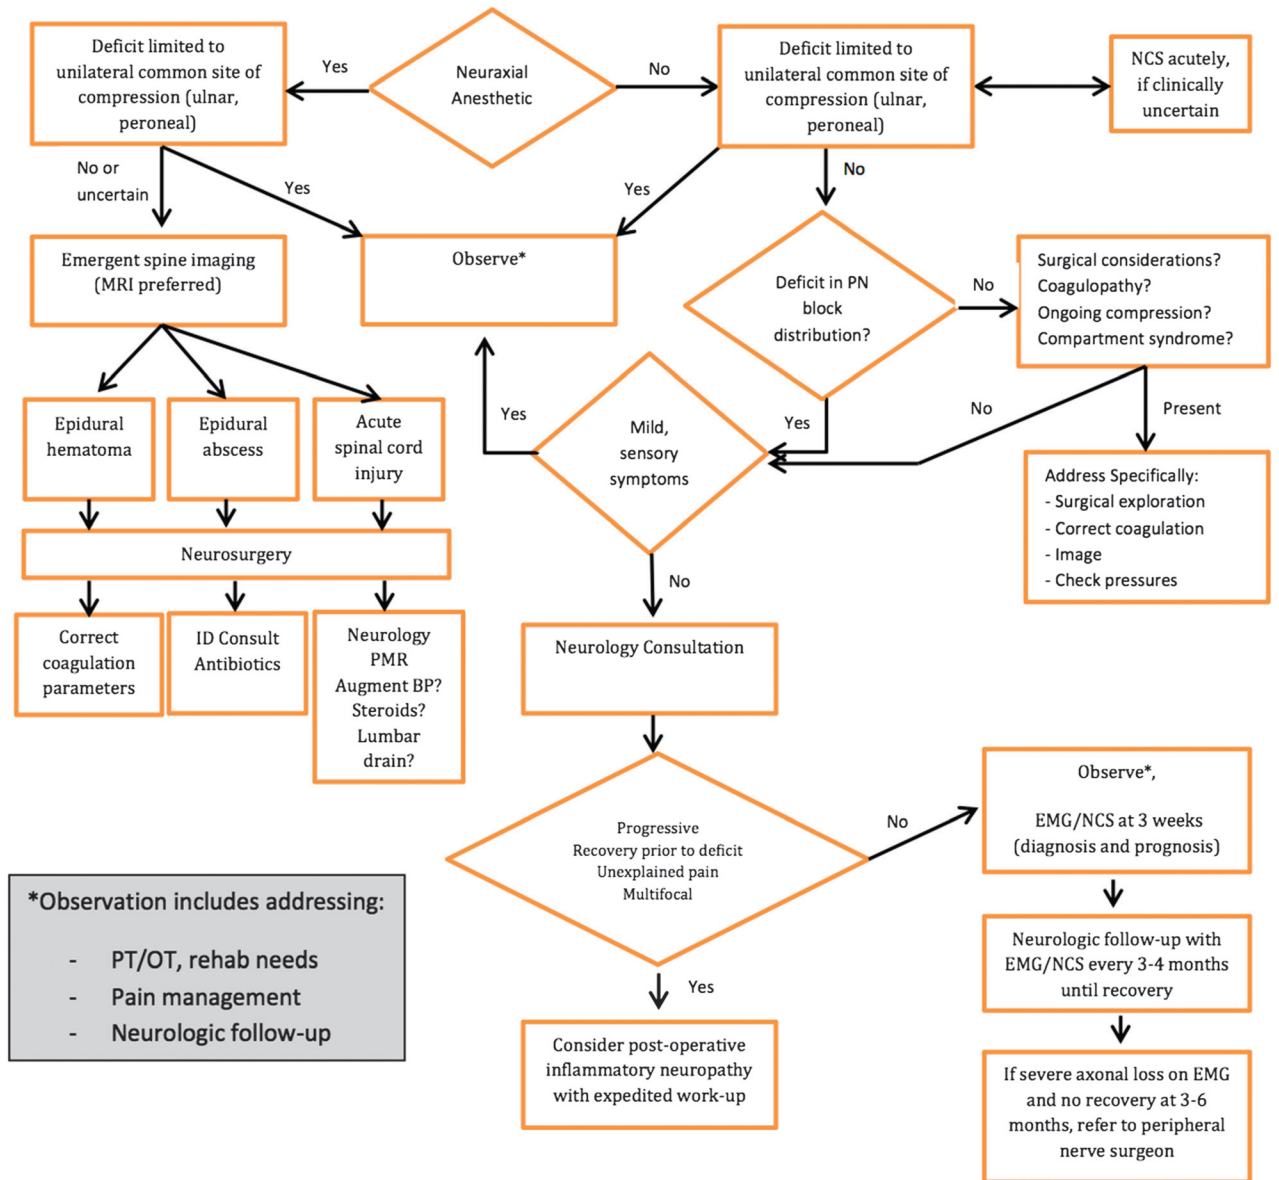 Deficit limited to
unilateral common site of
compression (ulnar,
peroneal)
Yes
Neuraxial
Anesthetic
No
Deficit limited to
unilateral common site of
compression (ulnar,
peroneal)
NCS acutely,
if clinically
uncertain
No or
uncertain
Yes
Yes
No
Emergent spine imaging
(MRI preferred)
Observe*
Deficit in PN
block
distribution?
No
Surgical considerations?
Coagulopathy?
Ongoing compression?
Compartment syndrome?
Epidural
hematoma
Epidural
abscess
Acute
spinal cord
injury
Yes
Mild,
sensory
symptoms
Yes
No
Present
Address Specifically:
- Surgical exploration
- Correct coagulation
- Image
- Check pressures
Neurosurgery
No
Correct
coagulation
parameters
ID Consult
Antibiotics
Neurology
PMR
Augment BP?
Steroids?
Lumbar
drain?
Neurology Consultation
Progressive
Recovery prior to deficit
Unexplained pain
Multifocal
No
Observe*,
EMG/NCS at 3 weeks
(diagnosis and prognosis)
*Observation includes addressing:
- PT/OT, rehab needs
- Pain management
- Neurologic follow-up
Yes
Neurologic follow-up with
EMG/NCS every 3-4 months
until recovery
Consider post-operative
inflammatory neuropathy
with expedited work-up
If severe axonal loss on EMG
and no recovery at 3-6
months, refer to peripheral
nerve surgeon